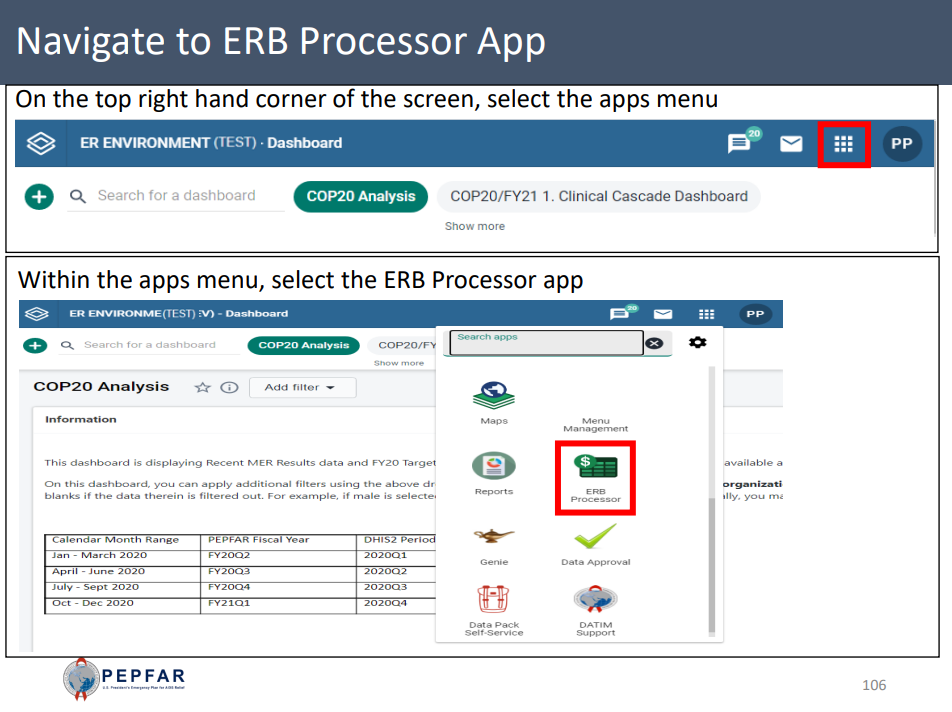 Navigate to ERB Processor App
On the top right hand corner of the screen, select the apps menu
ER ENVIRONMENT (TEST) · Dashboard
20
PP
Search for a dashboard
COP20 Analysis
COP20/FY21 1. Clinical Cascade Dashboard
Show more
Within the apps menu, select the ERB Processor app
ER ENVIRONME(TEST) :V) - Dashboard
20
PP
Search for a dashboard
COP20 Analysis
COP20/FY
Show more
Search apps
COP20 Analysis
Add filter
Information
This dashboard is displaying Recent MER Results data and FY20 Target
available a
On this dashboard, you can apply additional filters using the above dr
organizati
blanks if the data therein is filtered out. For example, if male is selecte
lly, you ma
Calendar Month Range PEPFAR Fiscal Year DHIS2 Period
Jan - March 2020 FY20Q2 2020Q1
April - June 2020 FY20Q3 2020Q2
July - Sept 2020 FY20Q4 2020Q3
Oct - Dec 2020 FY21Q1 2020Q4
Maps
Menu
Management
Reports
$
ERB
Processor
Genie
Data Approval
Data Pack
Self-Service
DATIM
Support
PEPFAR
U.S. President's Emergency Plan for AIDS Relief
106